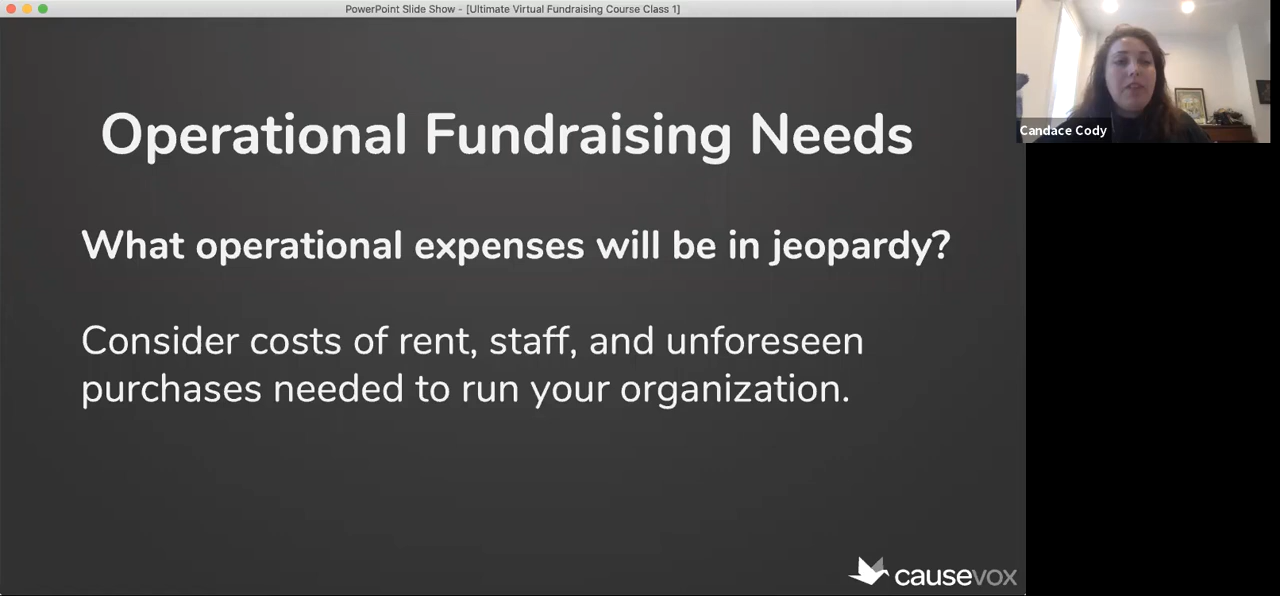 PowerPoint Slide Show - [Ultimate Virtual Fundraising Course Class 1]
Operational Fundraising Needs
What operational expenses will be in jeopardy?
Consider costs of rent, staff, and unforeseen
purchases needed to run your organization.
causevox
Candace Cody